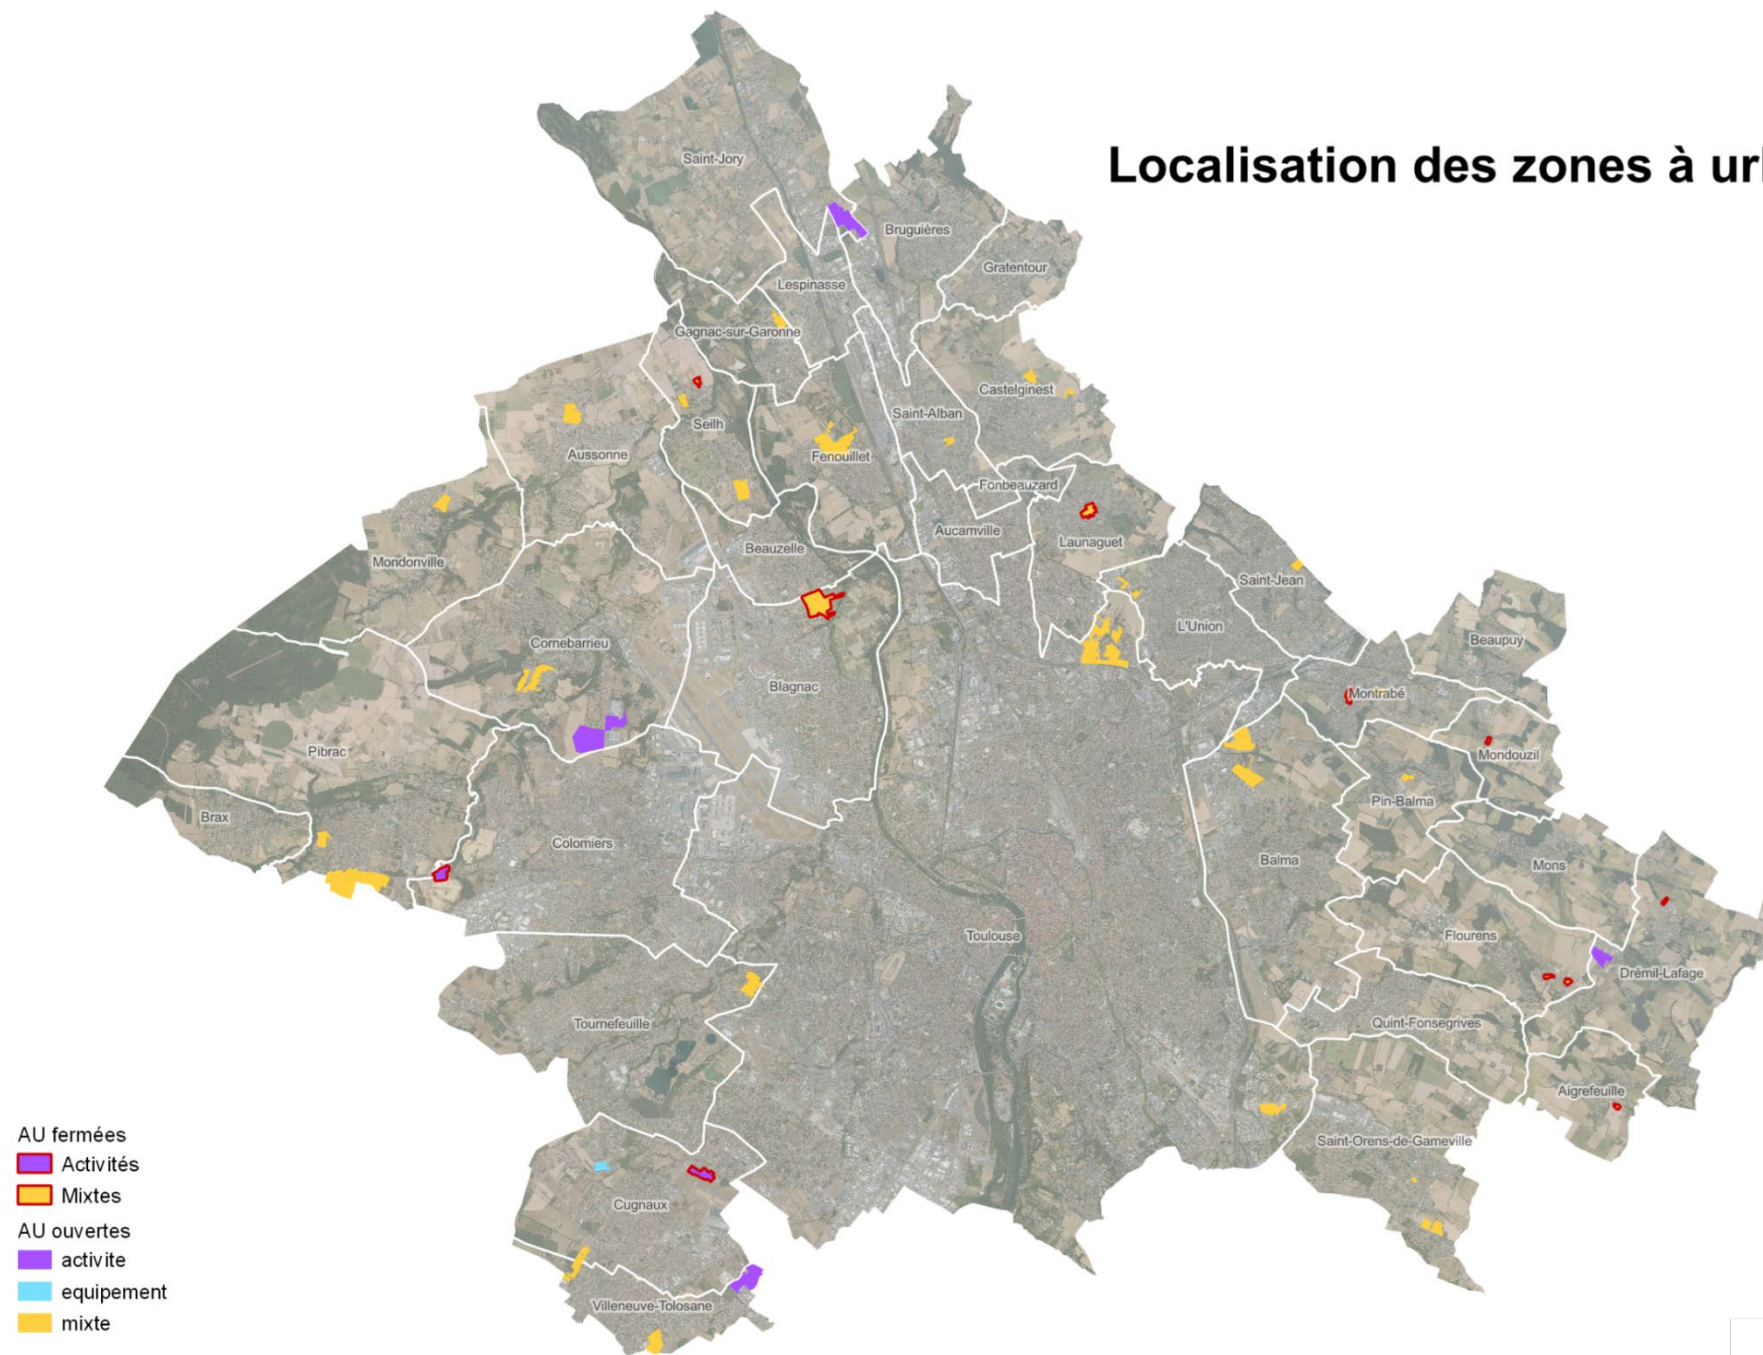 Localisation des zones à url
Saint-Jory
Bruguières
Gratentour
Lespinasse
Gagnac-sur-Garonne
Castelginest
Saint-Alban
Seilh
Aussonne
Fenouillet
Fonbeauzard
Aucamville
Launaguet
Beauzelle
Mondonville
Saint-Jean
L'Union
Beaupuy
Cornebarrieu
Blagnac
Montrabé
Pibrac
Mondouzil
Pin-Balma
Brax
Colomiers
Balma
Mons
Toulouse
Flourens
Drémil-Lafage
Tournefeuille
Quint-Fonsegrives
Aigrefeuille
Saint-Orens-de-Gameville
Cugnaux
Villeneuve-Tolosane
AU fermées
Activités
Mixtes
AU ouvertes
activite
equipement
mixte